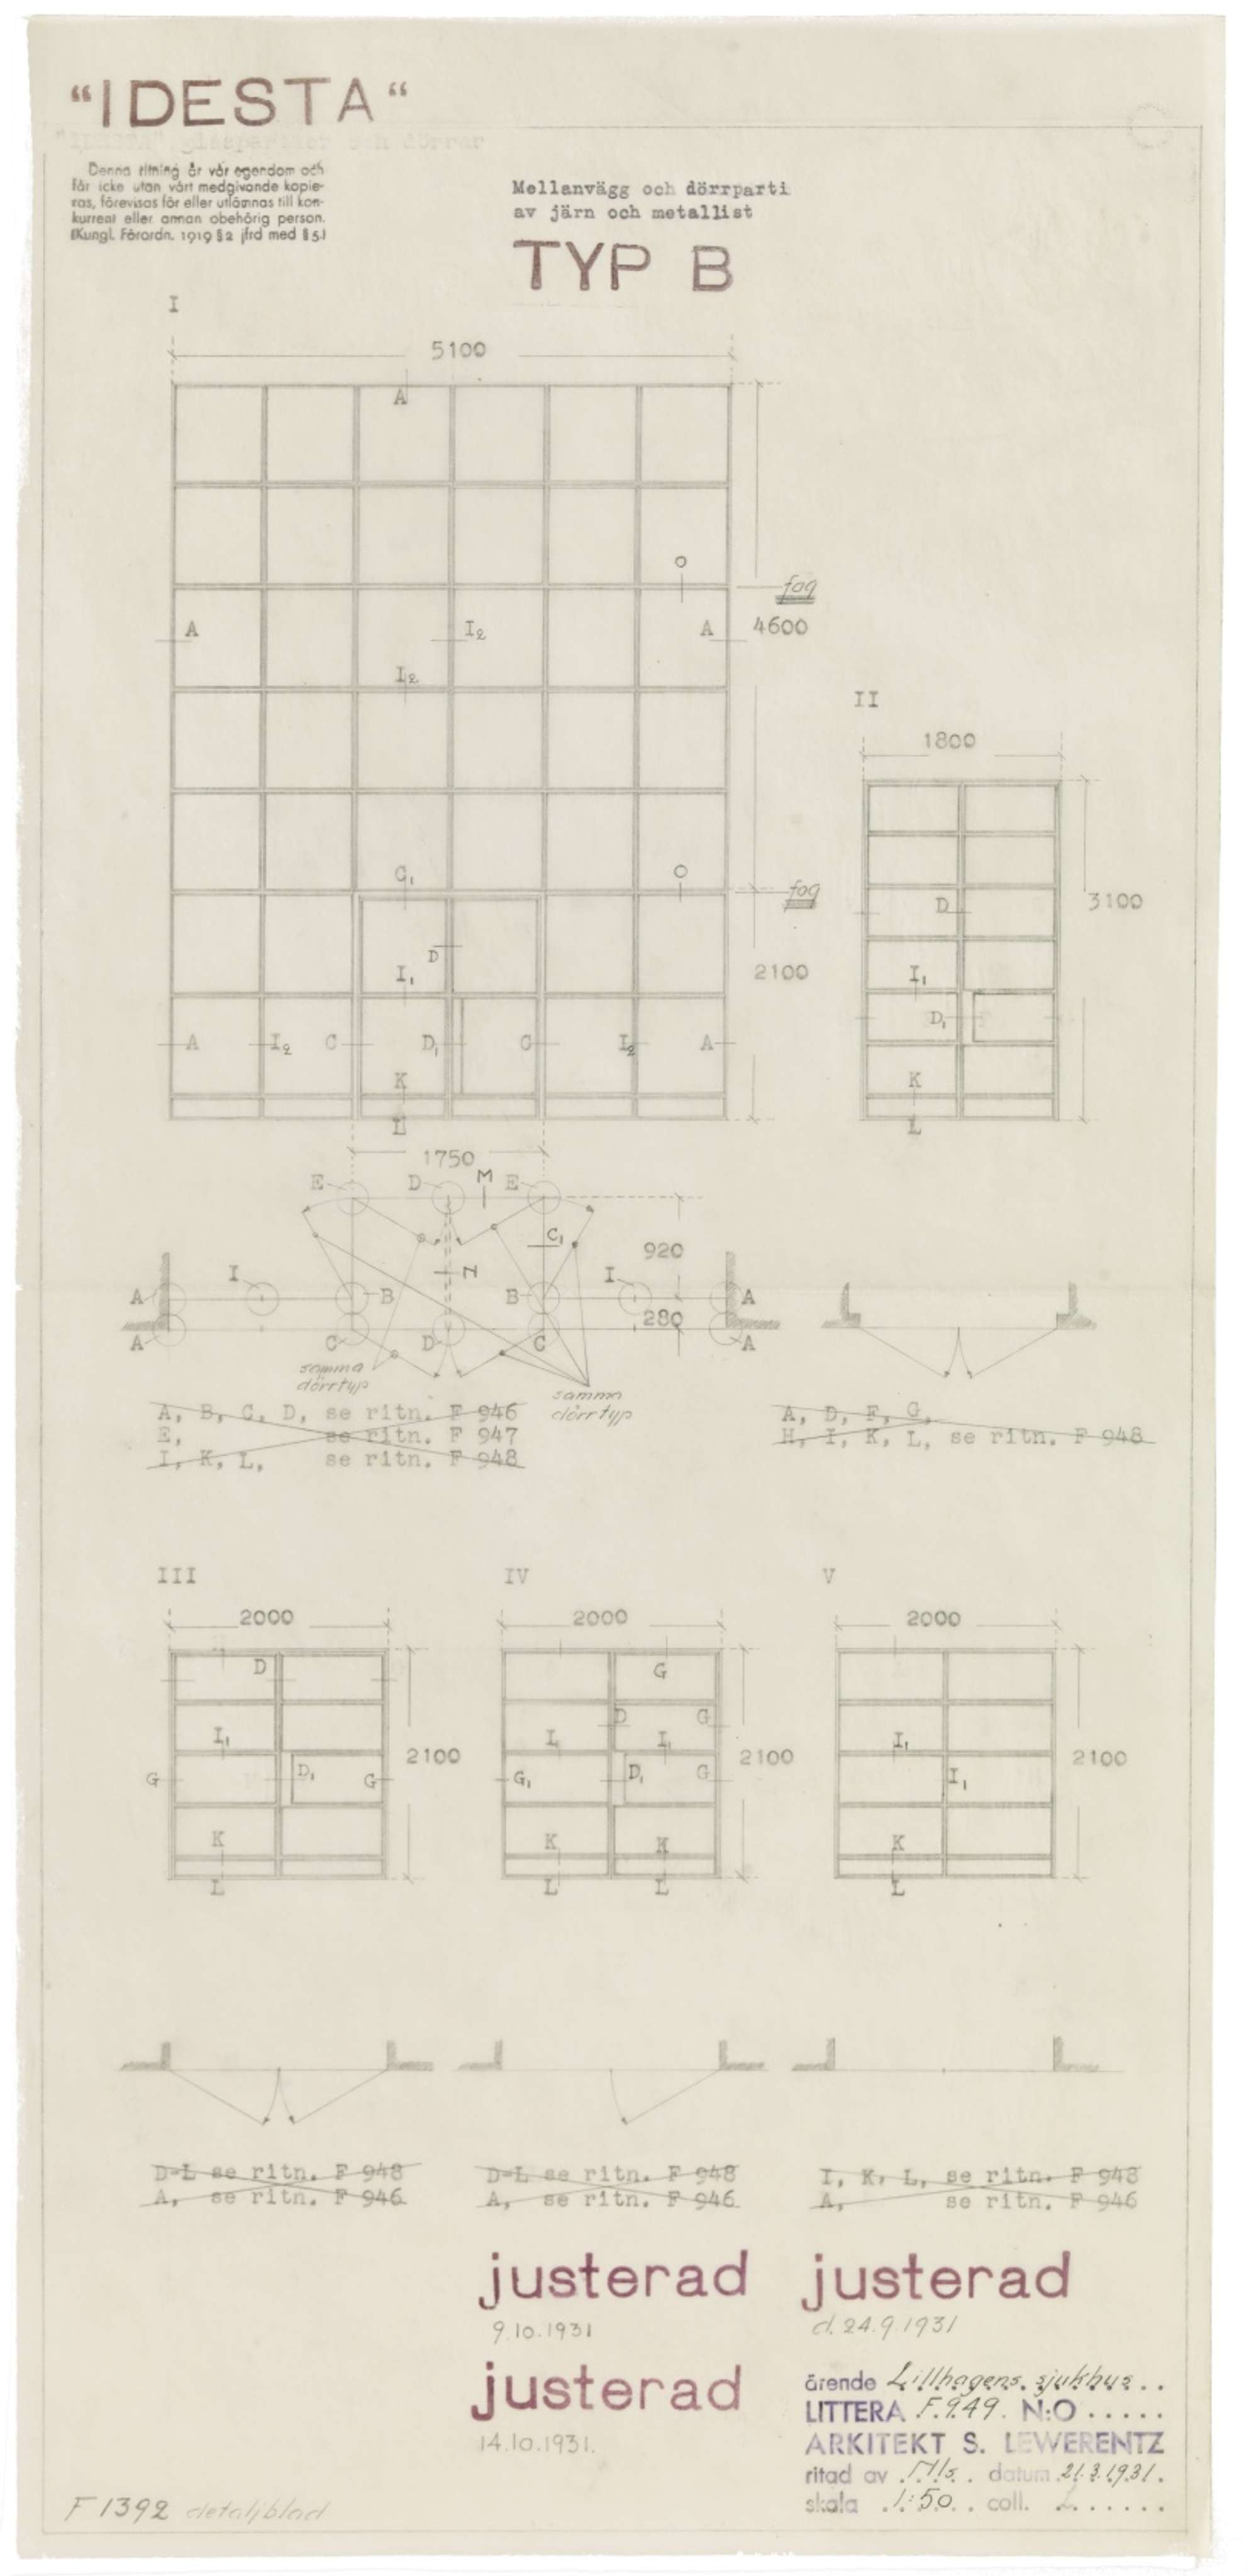 "IDESTA"
Denna ritning är vår egendom och
får icke utan vårt medgivande kopie-
ras, förevisas för eller utlämnas till kon-
kurrent eller annan obehörig person.
(Kungl. Förordn. 1919 § 2 jfrd med § 5.)
Mellanvägg och dörrparti
av järn och metallist
TYP B
I
5100
A
O
fog
A
I2
A
4600
I2
II
1800
G1
O
fog
D
3100
D
I1
2100
I1
A
I2
C
D1
G
I2
A
D1
K
K
L
L
1750
E
D
M
E
C1
920
I
N
I
A
B
B
A
280
A
C
D
C
A
samma
dörrtyp
samma
dörrtyp
A, B, C, D, se ritn. F 946
E, se ritn. F 947
I, K, L, se ritn. F 948
A, D, F, G,
H, I, K, L, se ritn. F 948
III
IV
V
2000
2000
2000
D
G
D
G
I1
I
I1
I1
2100
2100
2100
G
D1
G
G1
D1
G
I1
K
K
K
K
L
L
L
L
D-L se ritn. F 948
A, se ritn. F 946
D-L se ritn. F 948
A, se ritn. F 946
I, K, L, se ritn. F 948
A, se ritn. F 946
justerad
9.10.1931
justerad
d. 24.9.1931
justerad
14.10.1931.
ärende Lillhagens. sjukhus..
LITTERA F.949. N:O .....
ARKITEKT S. LEWERENTZ
ritad av datum .21.3.1931.
skala .1:50.. coll. ......
F 1392 detaljblad